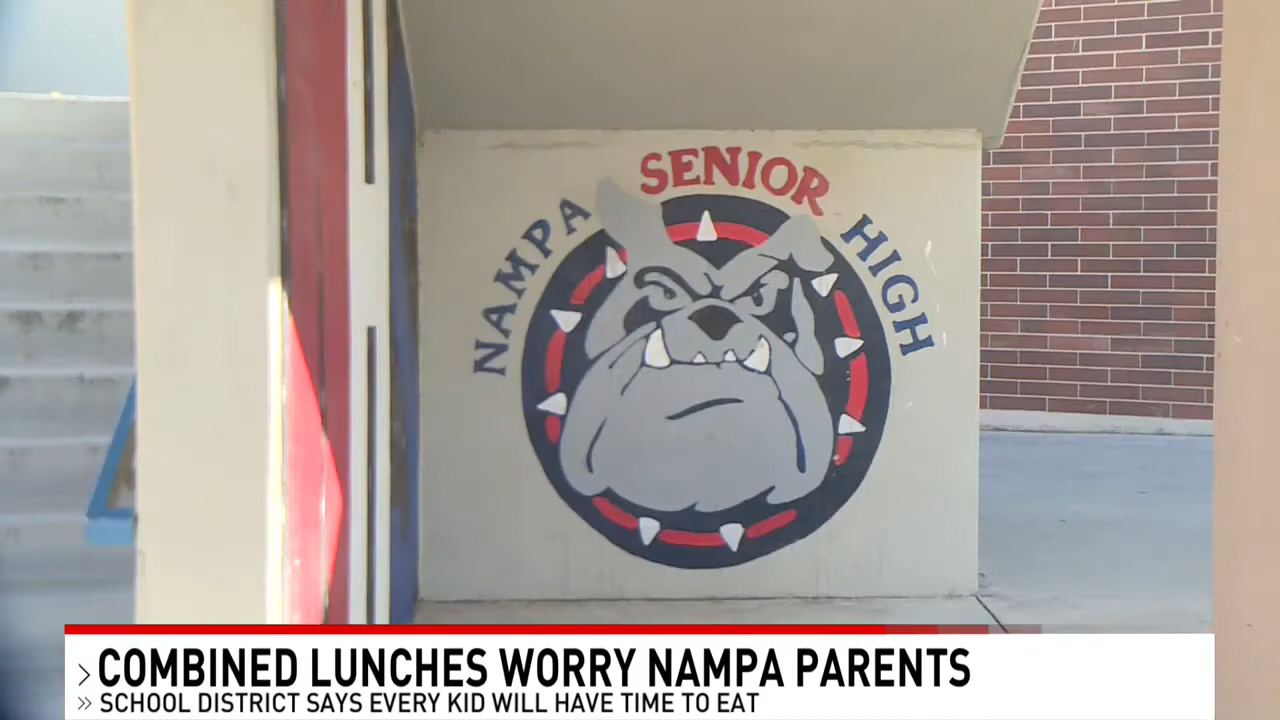 NAMPA SENIOR HIGH
COMBINED LUNCHES WORRY NAMPA PARENTS
SCHOOL DISTRICT SAYS EVERY KID WILL HAVE TIME TO EAT